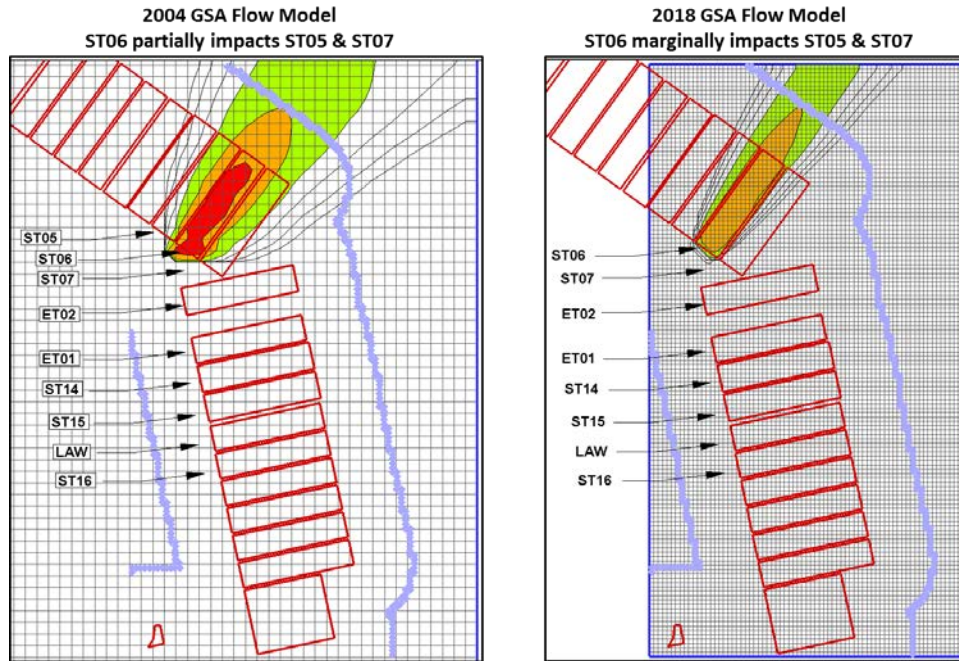 2004 GSA Flow Model
ST06 partially impacts ST05 & ST07
ST05
ST06
ST07
ET02
ET01
ST14
ST15
LAW
ST16
2018 GSA Flow Model
ST06 marginally impacts ST05 & ST07
ST06
ST07
ET02
ET01
ST14
ST15
LAW
ST16